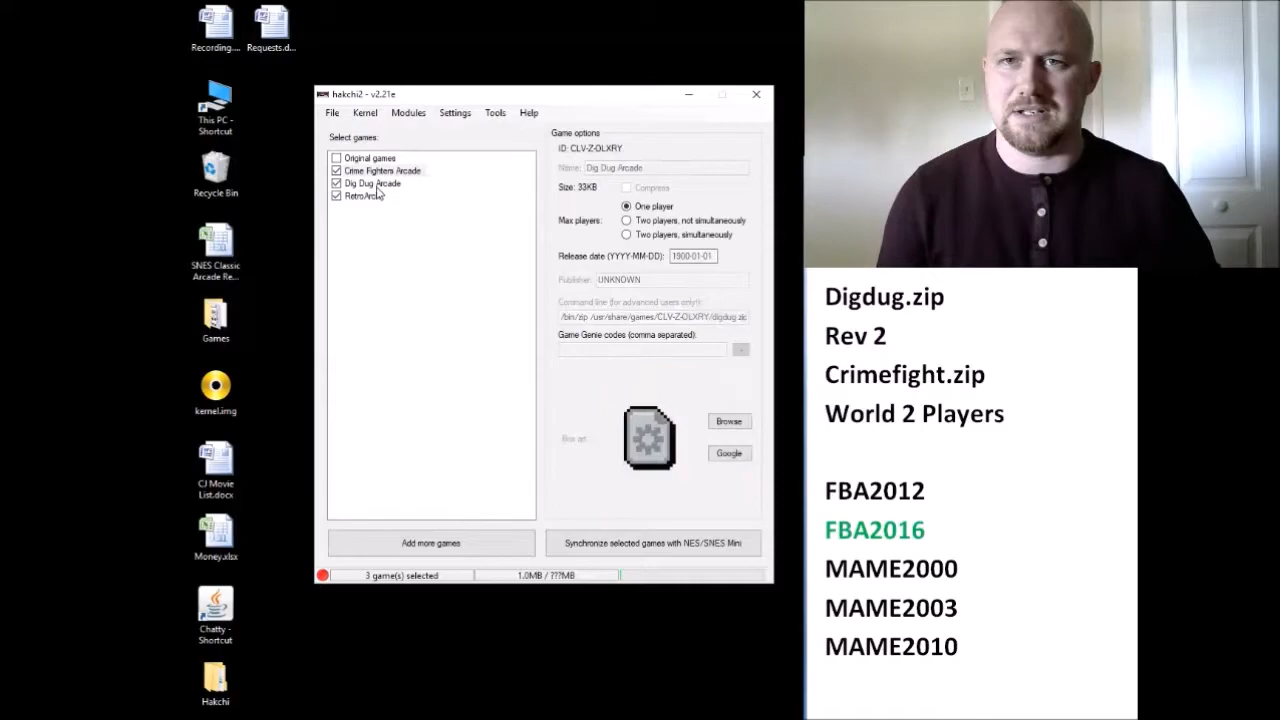 Recording....
Requests.d...
This PC -
Shortcut
Recycle Bin
SNES Classic
Arcade Re...
Games
kernel.img
CJ Movie
List.docx
Money.xlsx
Chatty -
Shortcut
Hakchi
hakchi2 - v2.21e
File Kernel Modules Settings Tools Help
Select games:
Original games
Crime Fighters Arcade
Dig Dug Arcade
Add more games
3 game(s) selected
1.0MB / ???MB
Game options
ID: CLV-Z-OLXRY
Name: Dig Dug Arcade
Size: 33KB
Compress
Max players:
One player
Two players, not simultaneously
Two players, simultaneously
Release date (YYYY-MM-DD): 1900-01-01
Publisher: UNKNOWN
Command line (for advanced users only!):
/bin/zip /usr/share/games/CLV-Z-OLXRY/digdug.zip
Game Genie codes (comma separated):
...
Box art:
Browse
Google
Synchronize selected games with NES/SNES Mini
Digdug.zip
Rev 2
Crimefight.zip
World 2 Players
FBA2012
FBA2016
MAME2000
MAME2003
MAME2010